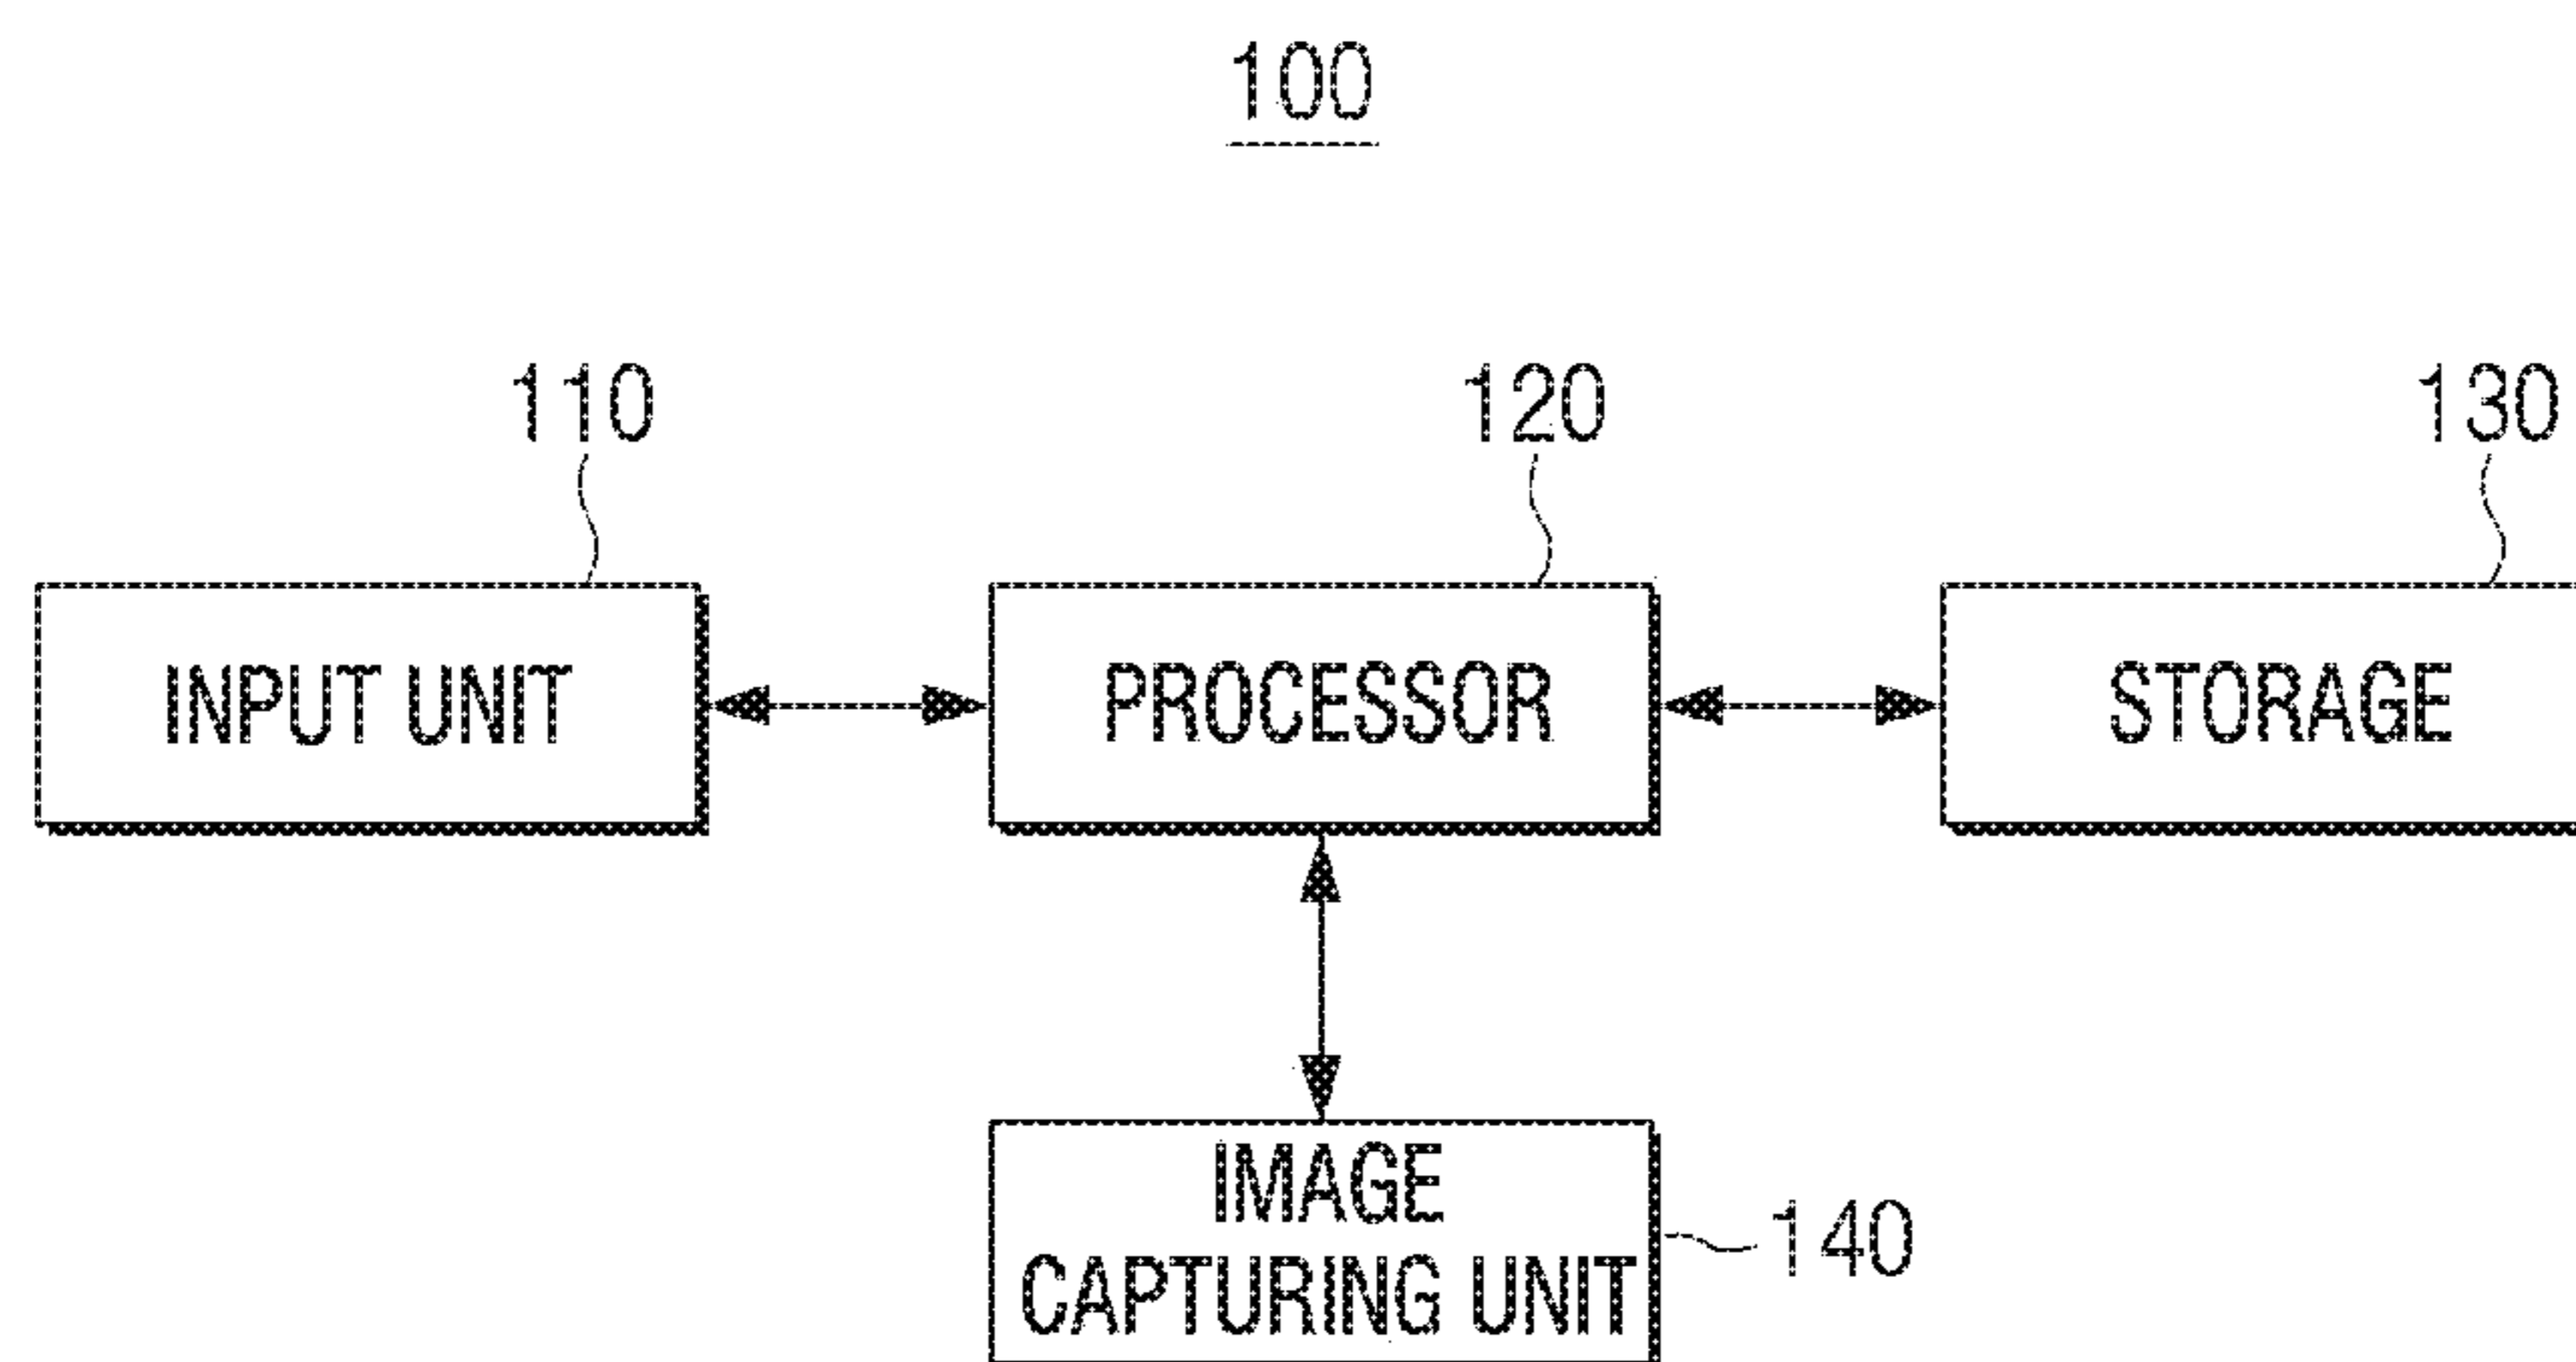 100
110
120
130
INPUT UNIT
PROCESSOR
STORAGE
IMAGE
CAPTURING UNIT
140